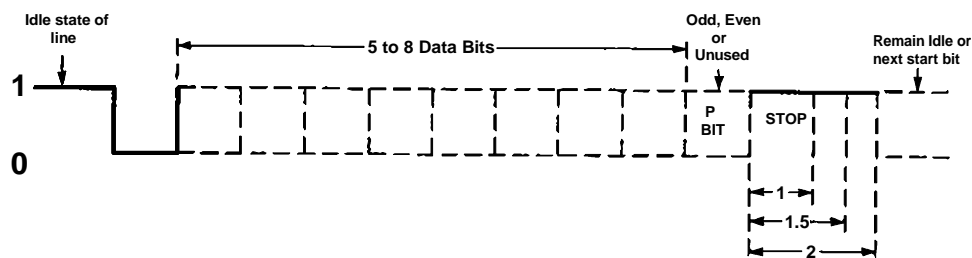 Idle state of
line
5 to 8 Data Bits
Odd, Even
or
Unused
Remain Idle or
next start bit
1
0
P
BIT
STOP
1
1.5
2